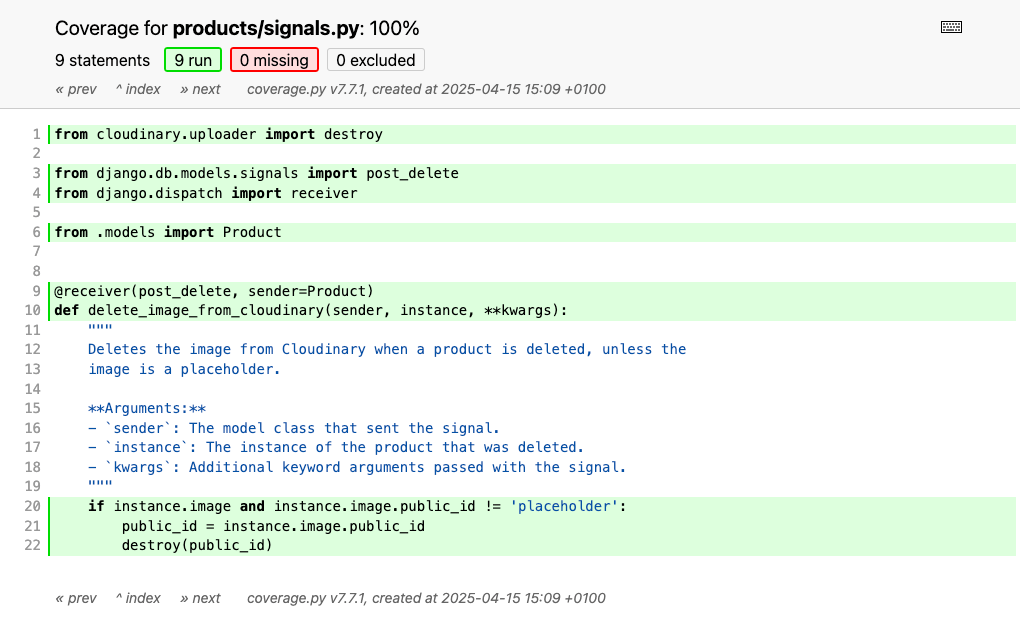 Coverage for products/signals.py: 100%
9 statements 9 run 0 missing 0 excluded
« prev ^ index » next coverage.py v7.7.1, created at 2025-04-15 15:09 +0100
1 from cloudinary.uploader import destroy
2
3 from django.db.models.signals import post_delete
4 from django.dispatch import receiver
5
6 from .models import Product
7
8
9 @receiver(post_delete, sender=Product)
10 def delete_image_from_cloudinary(sender, instance, **kwargs):
11     """
12     Deletes the image from Cloudinary when a product is deleted, unless the
13     image is a placeholder.
14
15     **Arguments:**
16     - `sender`: The model class that sent the signal.
17     - `instance`: The instance of the product that was deleted.
18     - `kwargs`: Additional keyword arguments passed with the signal.
19     """
20     if instance.image and instance.image.public_id != 'placeholder':
21         public_id = instance.image.public_id
22         destroy(public_id)
« prev ^ index » next coverage.py v7.7.1, created at 2025-04-15 15:09 +0100